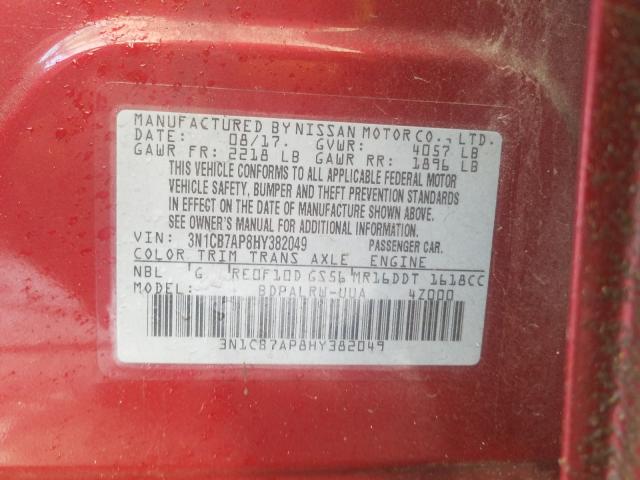 MANUFACTURED BY NISSAN MOTOR CO., LTD.
DATE: 08/17. GVWR: 4057 LB
GAWR FR: 2218 LB GAWR RR: 1896 LB
THIS VEHICLE CONFORMS TO ALL APPLICABLE FEDERAL MOTOR
VEHICLE SAFETY, BUMPER AND THEFT PREVENTION STANDARDS
IN EFFECT ON THE DATE OF MANUFACTURE SHOWN ABOVE.
SEE OWNER'S MANUAL FOR ADDITIONAL INFORMATION.
VIN: 3N1CB7AP8HY382049 PASSENGER CAR.
COLOR TRIM TRANS AXLE ENGINE
NBL G RE0F10D GS56 MR16DDT 1618CC
MODEL: BDPALRW-UUA 4Z000
3N1CB7AP8HY382049